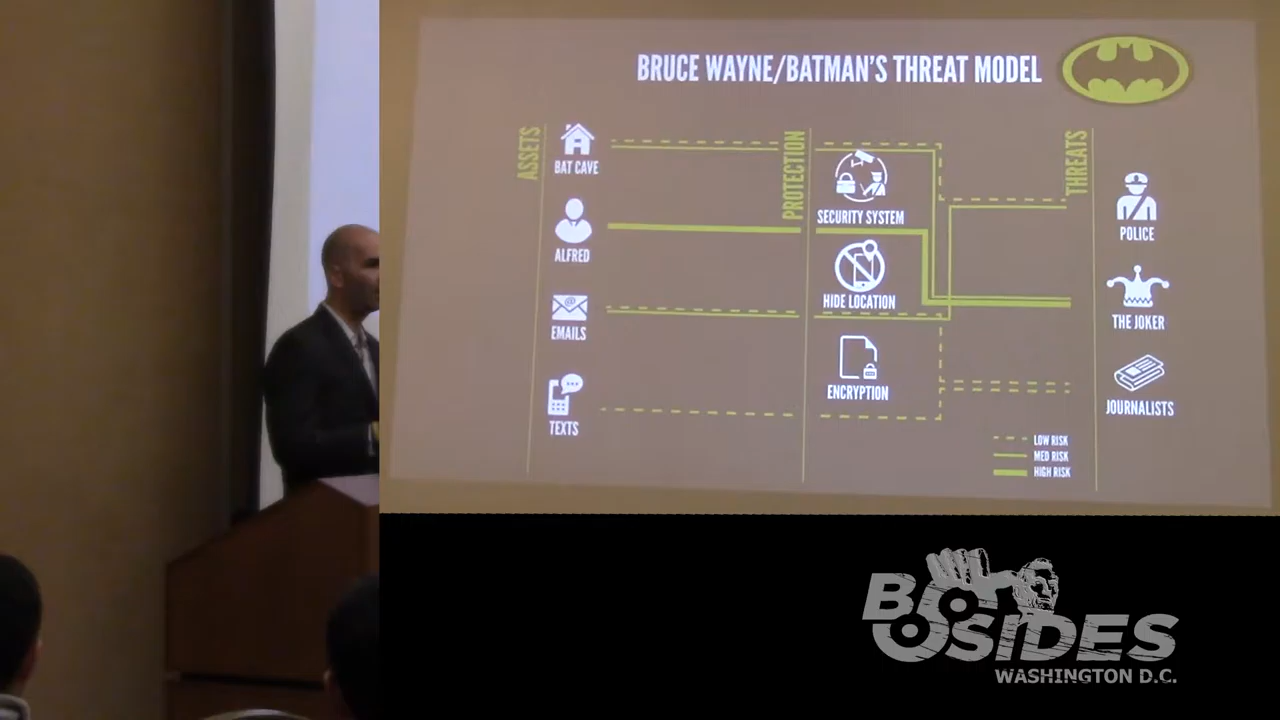 BRUCE WAYNE/BATMAN'S THREAT MODEL
ASSETS
BAT CAVE
ALFRED
EMAILS
TEXTS
PROTECTION
SECURITY SYSTEM
HIDE LOCATION
ENCRYPTION
THREATS
POLICE
THE JOKER
JOURNALISTS
LOW RISK
MED RISK
HIGH RISK
BSIDES
WASHINGTON D.C.